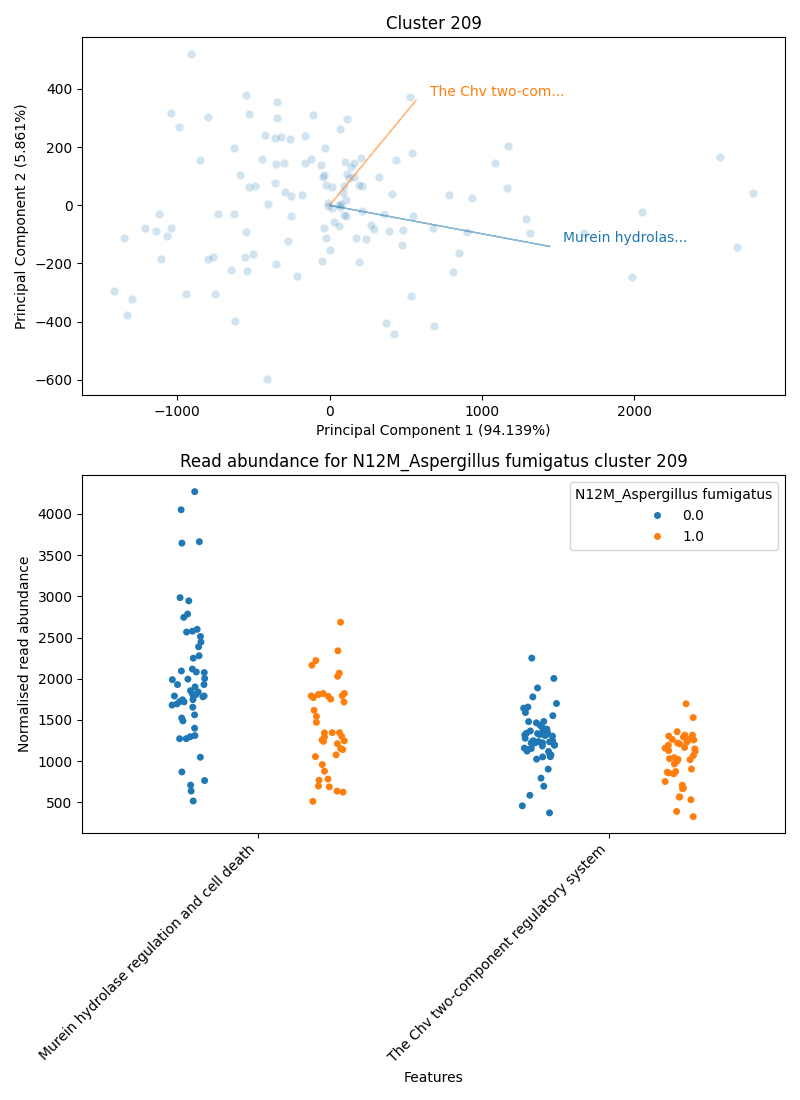 Cluster 209
Principal Component 2 (5.861%)
400
200
0
−200
−400
−600
The Chv two-com...
Murein hydrolas...
−1000
0
1000
2000
Principal Component 1 (94.139%)
Read abundance for N12M_Aspergillus fumigatus cluster 209
Normalised read abundance
4000
3500
3000
2500
2000
1500
1000
500
N12M_Aspergillus fumigatus
0.0
1.0
Murein hydrolase regulation and cell death
The Chv two-component regulatory system
Features